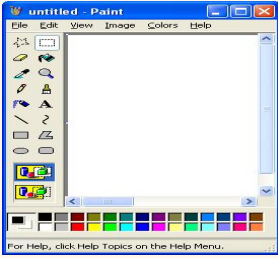 untitled - Paint
File Edit View Image Colors Help
A
For Help, click Help Topics on the Help Menu.